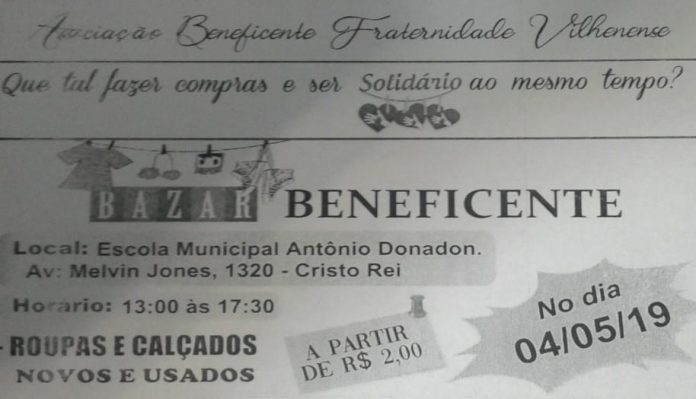 Associação Beneficente Fraternidade Vilhenense
Que tal fazer compras e ser Solidário ao mesmo tempo?
BAZAR BENEFICENTE
Local: Escola Municipal Antônio Donadon.
Av: Melvin Jones, 1320 - Cristo Rei
Horario: 13:00 às 17:30
- ROUPAS E CALÇADOS
NOVOS E USADOS
A PARTIR
DE R$ 2,00
No dia
04/05/19